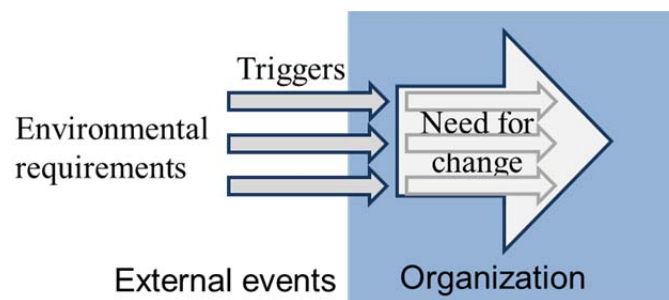 Triggers
Environmental
requirements
Need for
change
External events
Organization